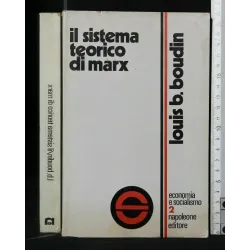 il sistema
teorico
di marx
louis b. boudin
economia
e socialismo
2
napoleone
editore